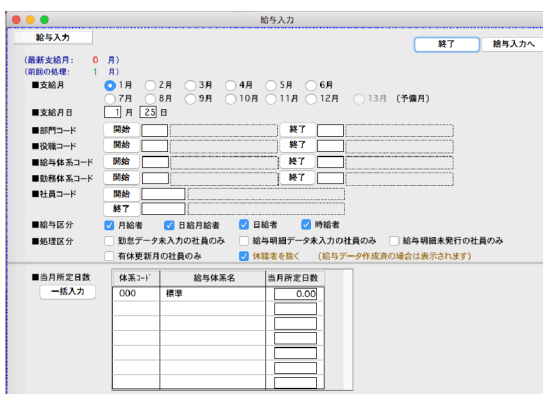 給与入力
給与入力
終了 給与入力へ
(最新支給月: 0 月)
(前回の処理: 1 月)
■支給月 1月 2月 3月 4月 5月 6月
7月 8月 9月 10月 11月 12月 13月 (予備月)
■支給月日 1 月 25 日
■部門コード 開始 終了
■役職コード 開始 終了
■給与体系コード 開始 終了
■勤務体系コード 開始 終了
■社員コード 開始
終了
■給与区分 月給者 日給月給者 日給者 時給者
■処理区分 勤怠データ未入力の社員のみ 給与明細データ未入力の社員のみ 給与明細未発行の社員のみ
有休更新月の社員のみ 休職者を除く (給与データ作成済の場合は表示されます)
■当月所定日数 体系コード 給与体系名 当月所定日数
一括入力 000 標準 0.00